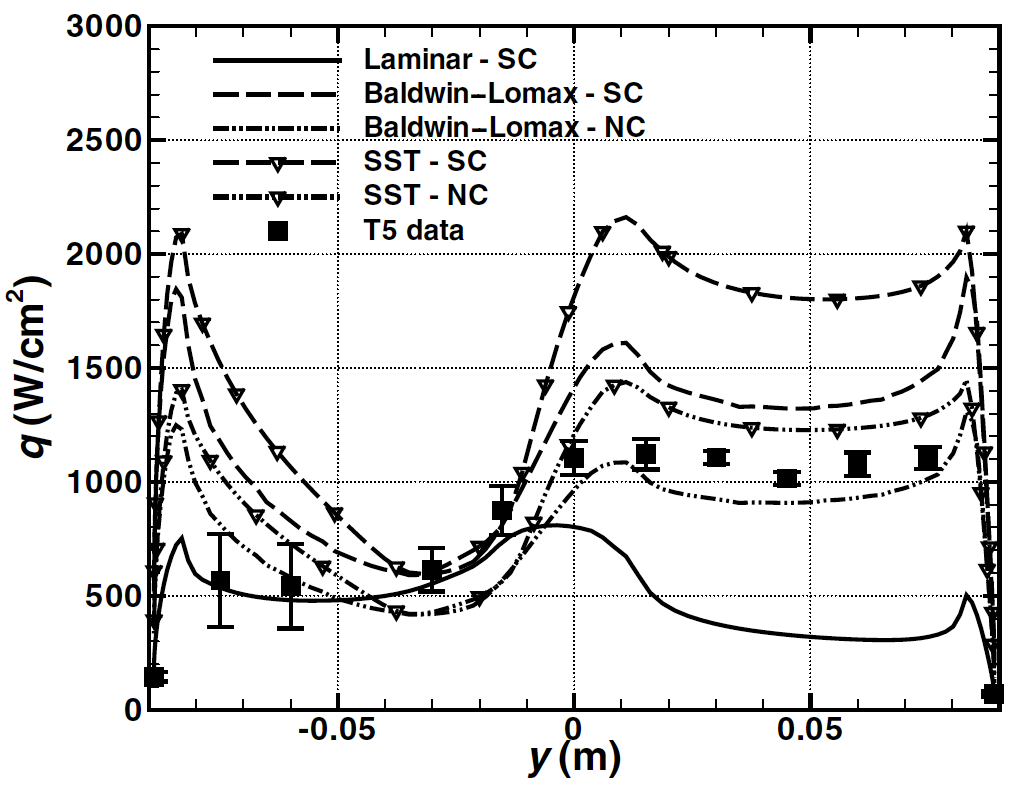 3000
2500
2000
1500
1000
500
0
q (W/cm²)
Laminar - SC
Baldwin–Lomax - SC
Baldwin–Lomax - NC
SST - SC
SST - NC
T5 data
-0.05 0 0.05
y (m)